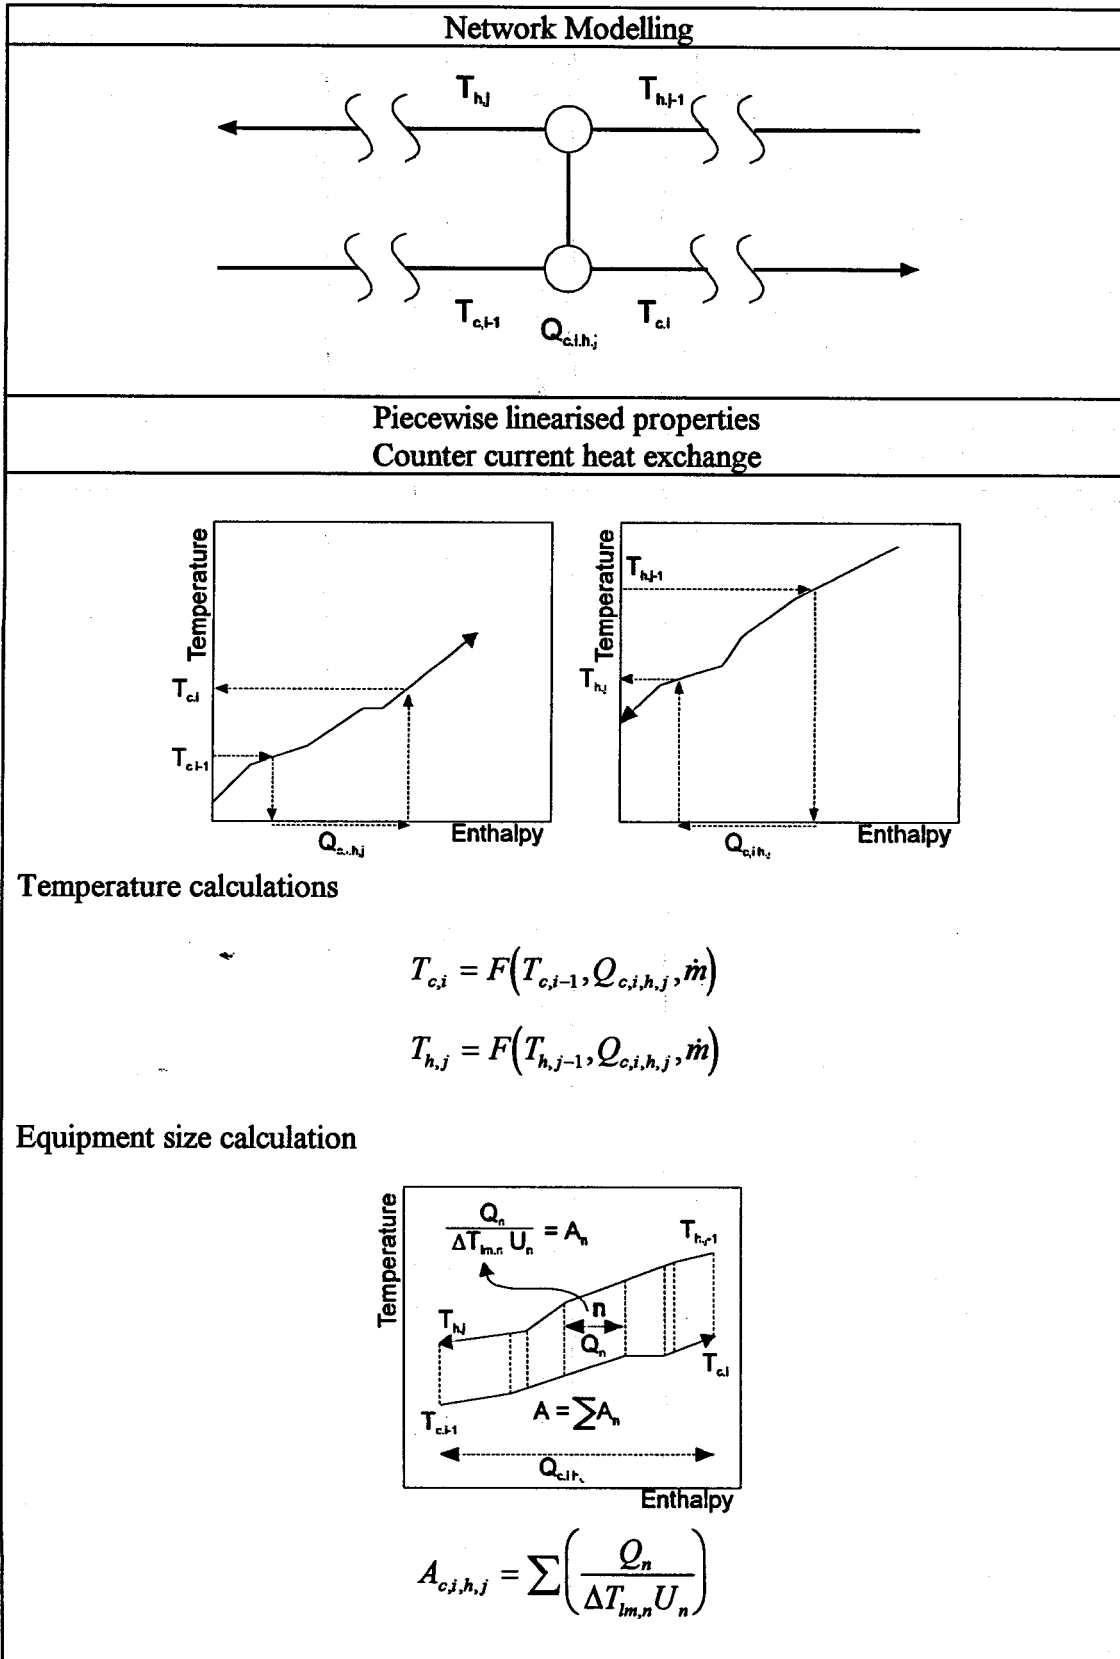 Network Modelling
T_{h,j} T_{h,j-1}
T_{c,i-1} Q_{c,i,h,j} T_{c,i}
Piecewise linearised properties
Counter current heat exchange
Temperature
T_{c,i}
T_{c,i-1}
Q_{c,i,h,j} Enthalpy
Temperature
T_{h,j-1}
T_{h,j}
Q_{c,i,h,j} Enthalpy
Temperature calculations
T_{c,i} = F(T_{c,i-1}, Q_{c,i,h,j}, ṁ)
T_{h,j} = F(T_{h,j-1}, Q_{c,i,h,j}, ṁ)
Equipment size calculation
Temperature
Q_n / ΔT_{lm,n} U_n = A_n
T_{h,j-1}
n
T_{h,j}
Q_n
T_{c,i}
T_{c,i-1}
A = ∑A_n
Q_{c,i,h,j}
Enthalpy
A_{c,i,h,j} = ∑(Q_n / ΔT_{lm,n} U_n)